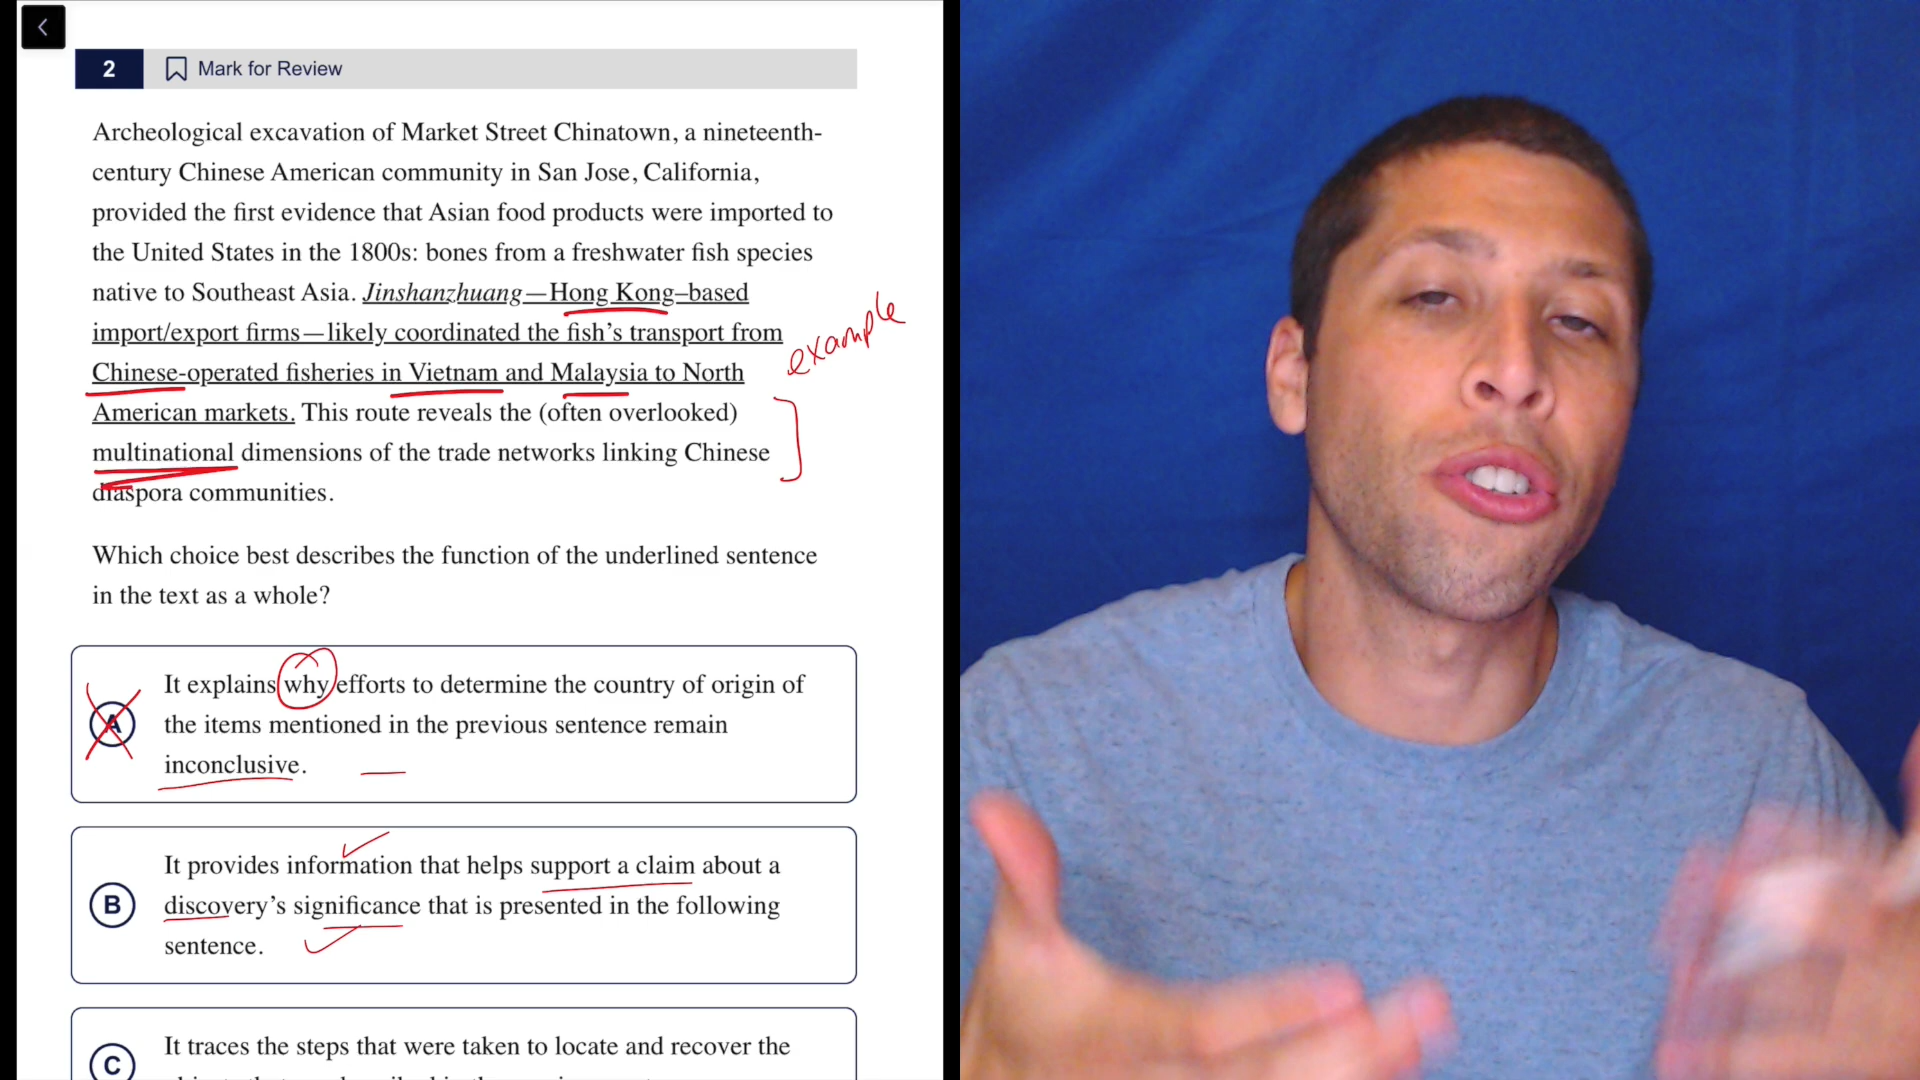 2 Mark for Review
Archeological excavation of Market Street Chinatown, a nineteenth-
century Chinese American community in San Jose, California,
provided the first evidence that Asian food products were imported to
the United States in the 1800s: bones from a freshwater fish species
native to Southeast Asia. Jinshanzhuang—Hong Kong–based
import/export firms—likely coordinated the fish’s transport from
Chinese-operated fisheries in Vietnam and Malaysia to North
American markets. This route reveals the (often overlooked)
multinational dimensions of the trade networks linking Chinese
diaspora communities.
example
Which choice best describes the function of the underlined sentence
in the text as a whole?
A
It explains why efforts to determine the country of origin of
the items mentioned in the previous sentence remain
inconclusive.
B
It provides information that helps support a claim about a
discovery’s significance that is presented in the following
sentence.
C
It traces the steps that were taken to locate and recover the